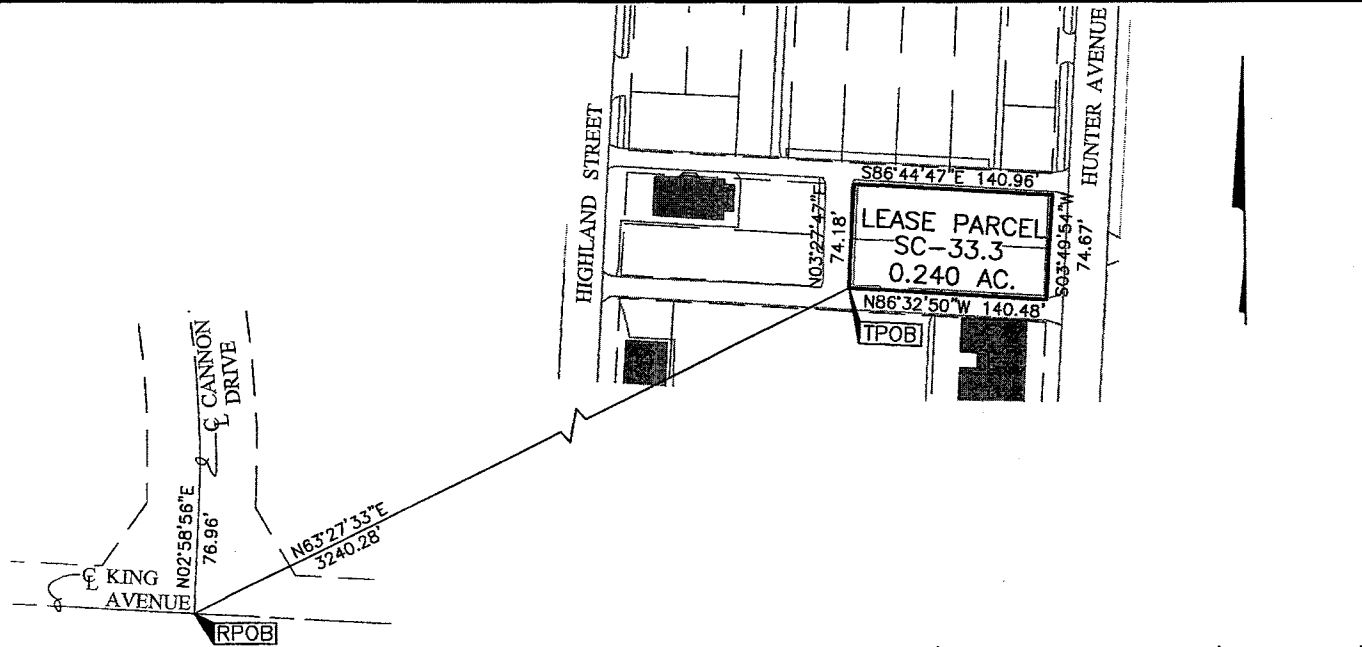 HUNTER AVENUE
HIGHLAND STREET
S86°44'47"E 140.96'
N03°27'47"E
74.18'
LEASE PARCEL
SC-33.3
0.240 AC.
S03°49'54"W
74.67'
N86°32'50"W 140.48'
TPOB
℄ CANNON
DRIVE
N02°58'56"E
76.96'
N63°27'33"E
3240.28'
℄ KING
AVENUE
RPOB